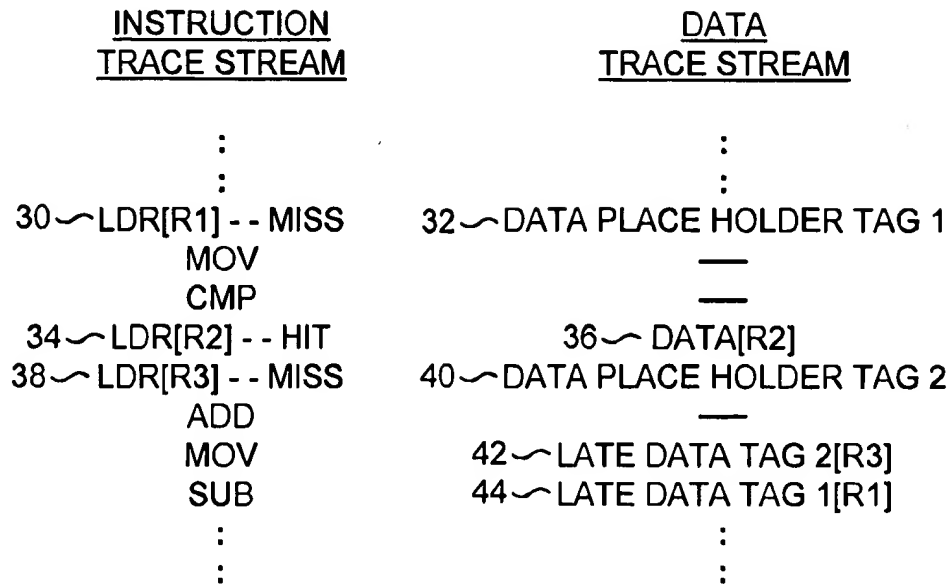 INSTRUCTION DATA
TRACE STREAM TRACE STREAM
30 LDR[R1] - - MISS 32 DATA PLACE HOLDER TAG 1
MOV —
CMP —
34 LDR[R2] - - HIT 36 DATA[R2]
38 LDR[R3] - - MISS 40 DATA PLACE HOLDER TAG 2
ADD —
MOV 42 LATE DATA TAG 2[R3]
SUB 44 LATE DATA TAG 1[R1]